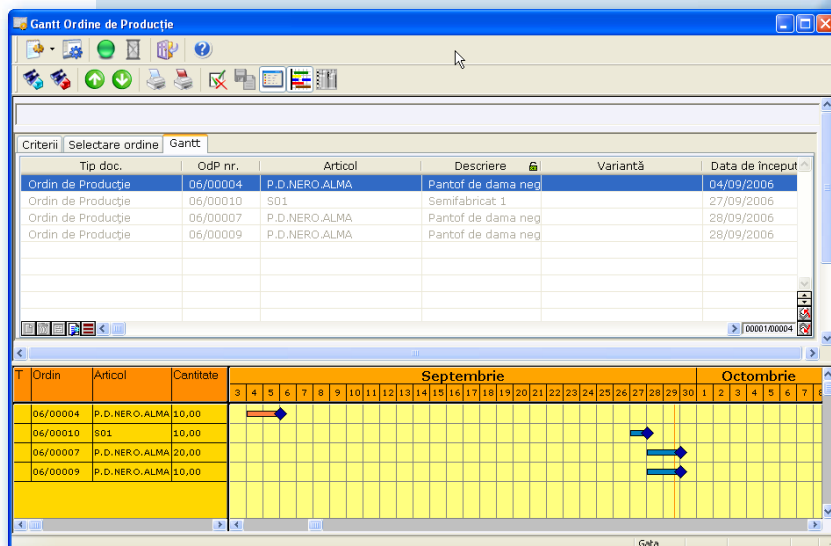 Gantt Ordine de Producție
Criterii Selectare ordine Gantt
Tip doc. OdP nr. Articol Descriere Variantă Data de început
Ordin de Producție 06/00004 P.D.NERO.ALMA Pantof de dama neg 04/09/2006
Ordin de Producție 06/00010 S01 Semifabricat 1 27/09/2006
Ordin de Producție 06/00007 P.D.NERO.ALMA Pantof de dama neg 28/09/2006
Ordin de Producție 06/00009 P.D.NERO.ALMA Pantof de dama neg 28/09/2006
00001/00004
T Ordin Articol Cantitate Septembrie Octombrie
3 4 5 6 7 8 9 10 11 12 13 14 15 16 17 18 19 20 21 22 23 24 25 26 27 28 29 30 1 2 3 4 5 6 7 8
06/00004 P.D.NERO.ALMA 10,00
06/00010 S01 10,00
06/00007 P.D.NERO.ALMA 20,00
06/00009 P.D.NERO.ALMA 10,00
Gata